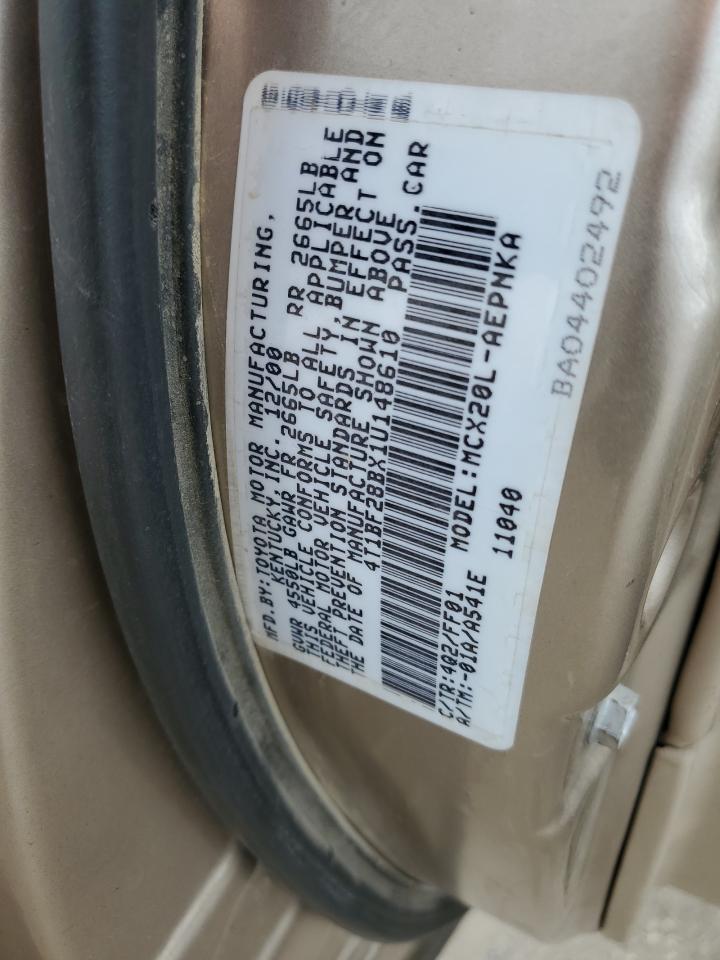 MFD. BY: TOYOTA MOTOR MANUFACTURING,
KENTUCKY, INC. 12/00
GVWR 4550LB GAWR FR 2665LB RR 2665LB
THIS VEHICLE CONFORMS TO ALL APPLICABLE
FEDERAL MOTOR VEHICLE SAFETY, BUMPER AND
THEFT PREVENTION STANDARDS IN EFFECT ON
THE DATE OF MANUFACTURE SHOWN ABOVE
4T1BF28BX1U148610 PASS. CAR
C/TR:4Q2/FF01 MODEL:MCX20L-AEPNKA
A/TM:-01A/A541E 11040
BA04402492